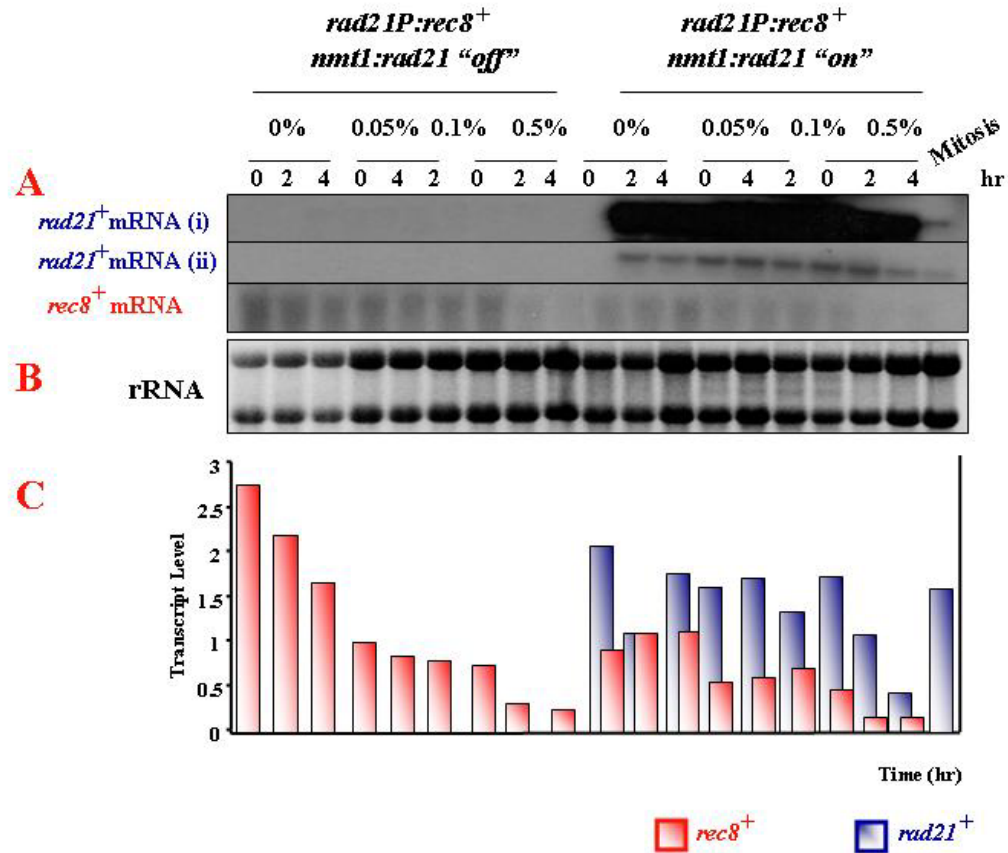 rad21P:rec8+ rad21P:rec8+
nmt1:rad21 “off” nmt1:rad21 “on”
0% 0.05% 0.1% 0.5% 0% 0.05% 0.1% 0.5% Mitosis
A 0 2 4 0 4 2 0 2 4 0 2 4 0 4 2 0 2 4 hr
rad21+mRNA (i)
rad21+mRNA (ii)
rec8+ mRNA
B rRNA
C
Transcript Level
3
2.5
2
1.5
1
0.5
0
Time (hr)
rec8+ rad21+